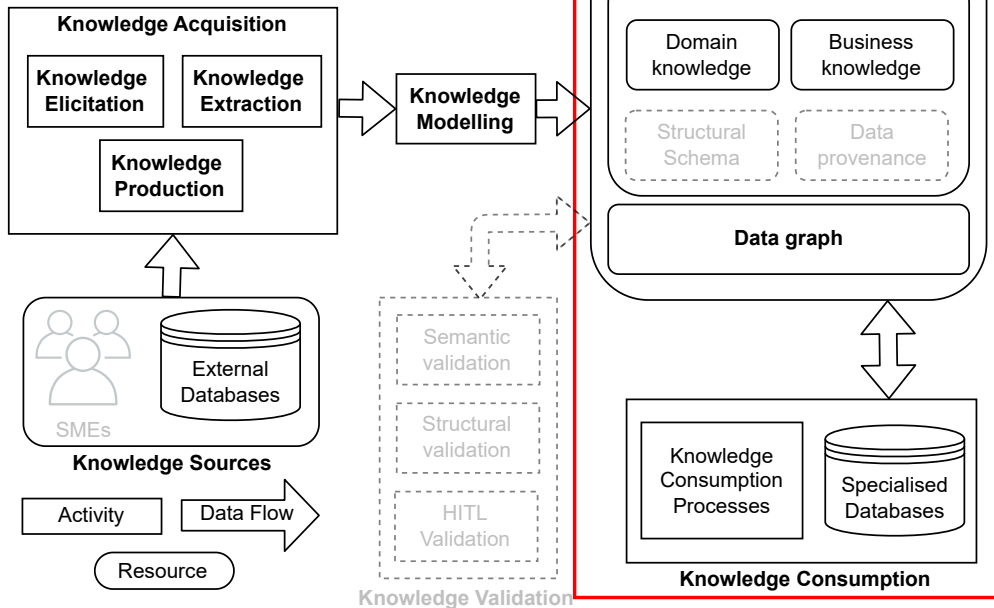 Knowledge Acquisition
Knowledge
Elicitation
Knowledge
Extraction
Knowledge
Production
Knowledge
Modelling
Domain
knowledge
Business
knowledge
Structural
Schema
Data
provenance
Data graph
SMEs
External
Databases
Knowledge Sources
Semantic
validation
Structural
validation
HITL
Validation
Knowledge Validation
Knowledge
Consumption
Processes
Specialised
Databases
Knowledge Consumption
Activity
Data Flow
Resource